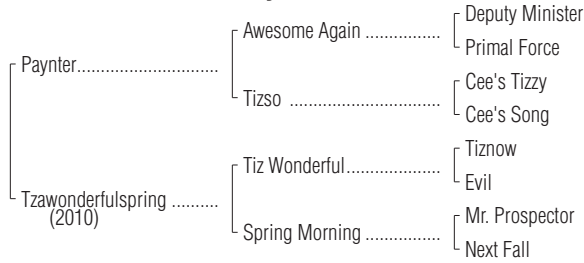 Deputy Minister
Awesome Again ...............
Primal Force
Paynter............................
Cee's Tizzy
Tizso ..............................
Cee's Song
Tiznow
Tiz Wonderful...................
Evil
Tzawonderfulspring .........
(2010)
Mr. Prospector
Spring Morning ...............
Next Fall